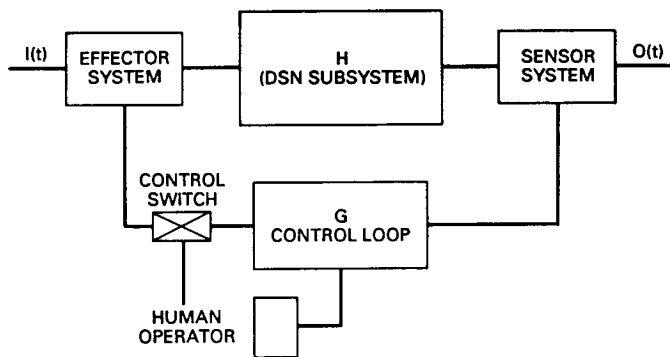 I(t)
EFFECTOR
SYSTEM
H
(DSN SUBSYSTEM)
SENSOR
SYSTEM
O(t)
CONTROL
SWITCH
G
CONTROL LOOP
HUMAN
OPERATOR